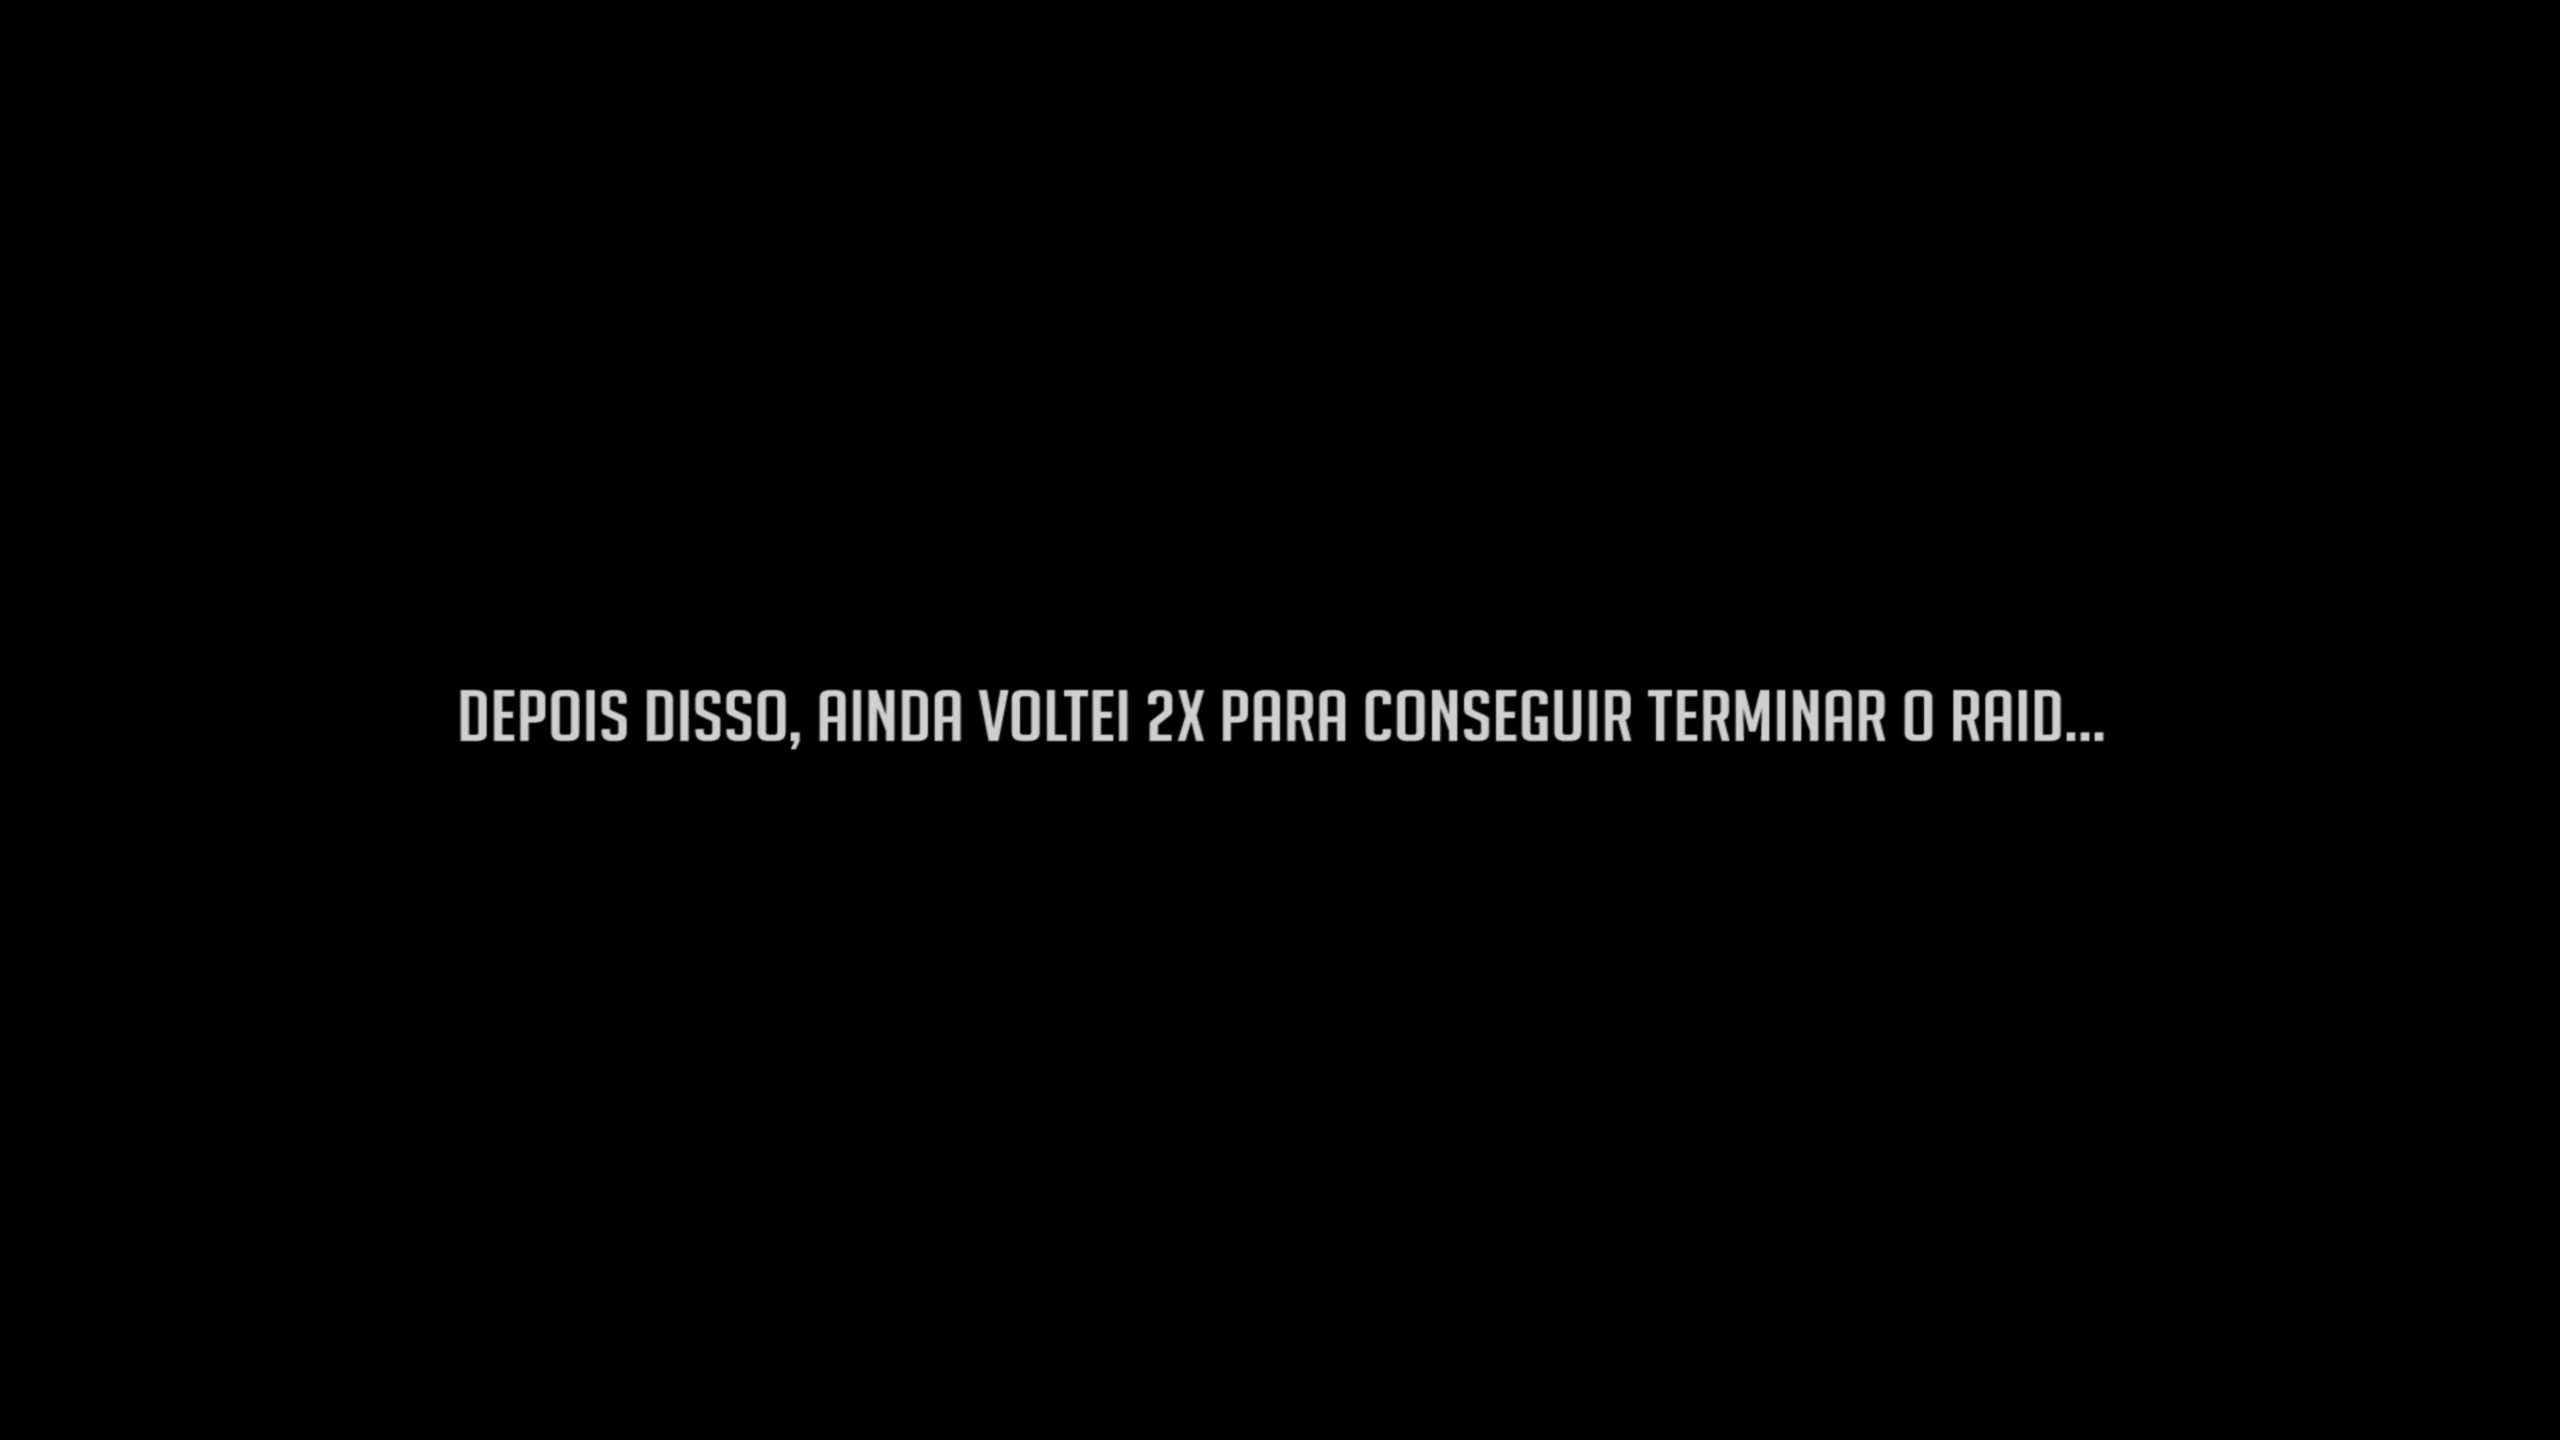 DEPOIS DISSO, AINDA VOLTEI 2X PARA CONSEGUIR TERMINAR O RAID...